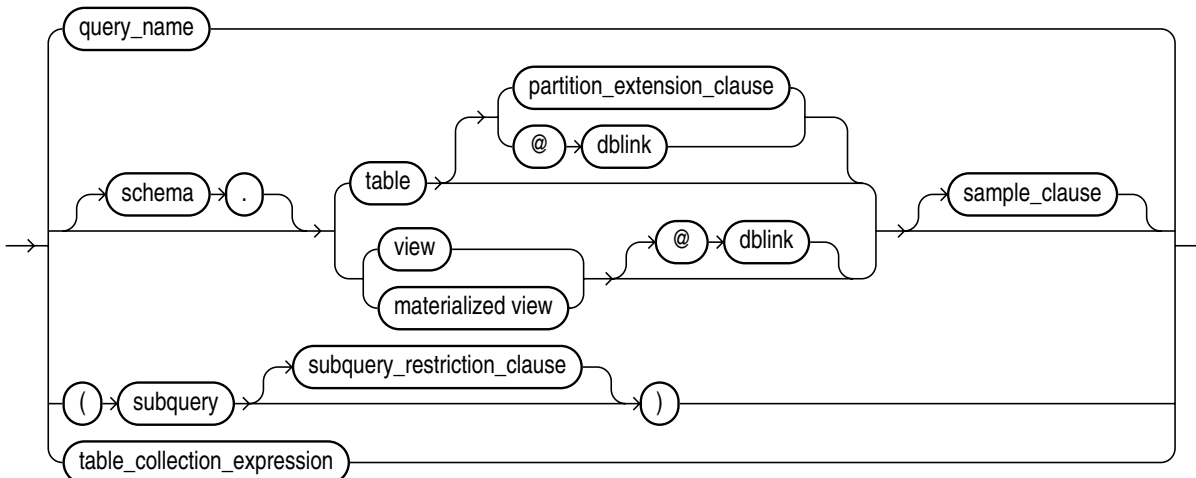 query_name
partition_extension_clause
@ dblink
table
schema .
sample_clause
view
@ dblink
materialized view
subquery_restriction_clause
( subquery )
table_collection_expression